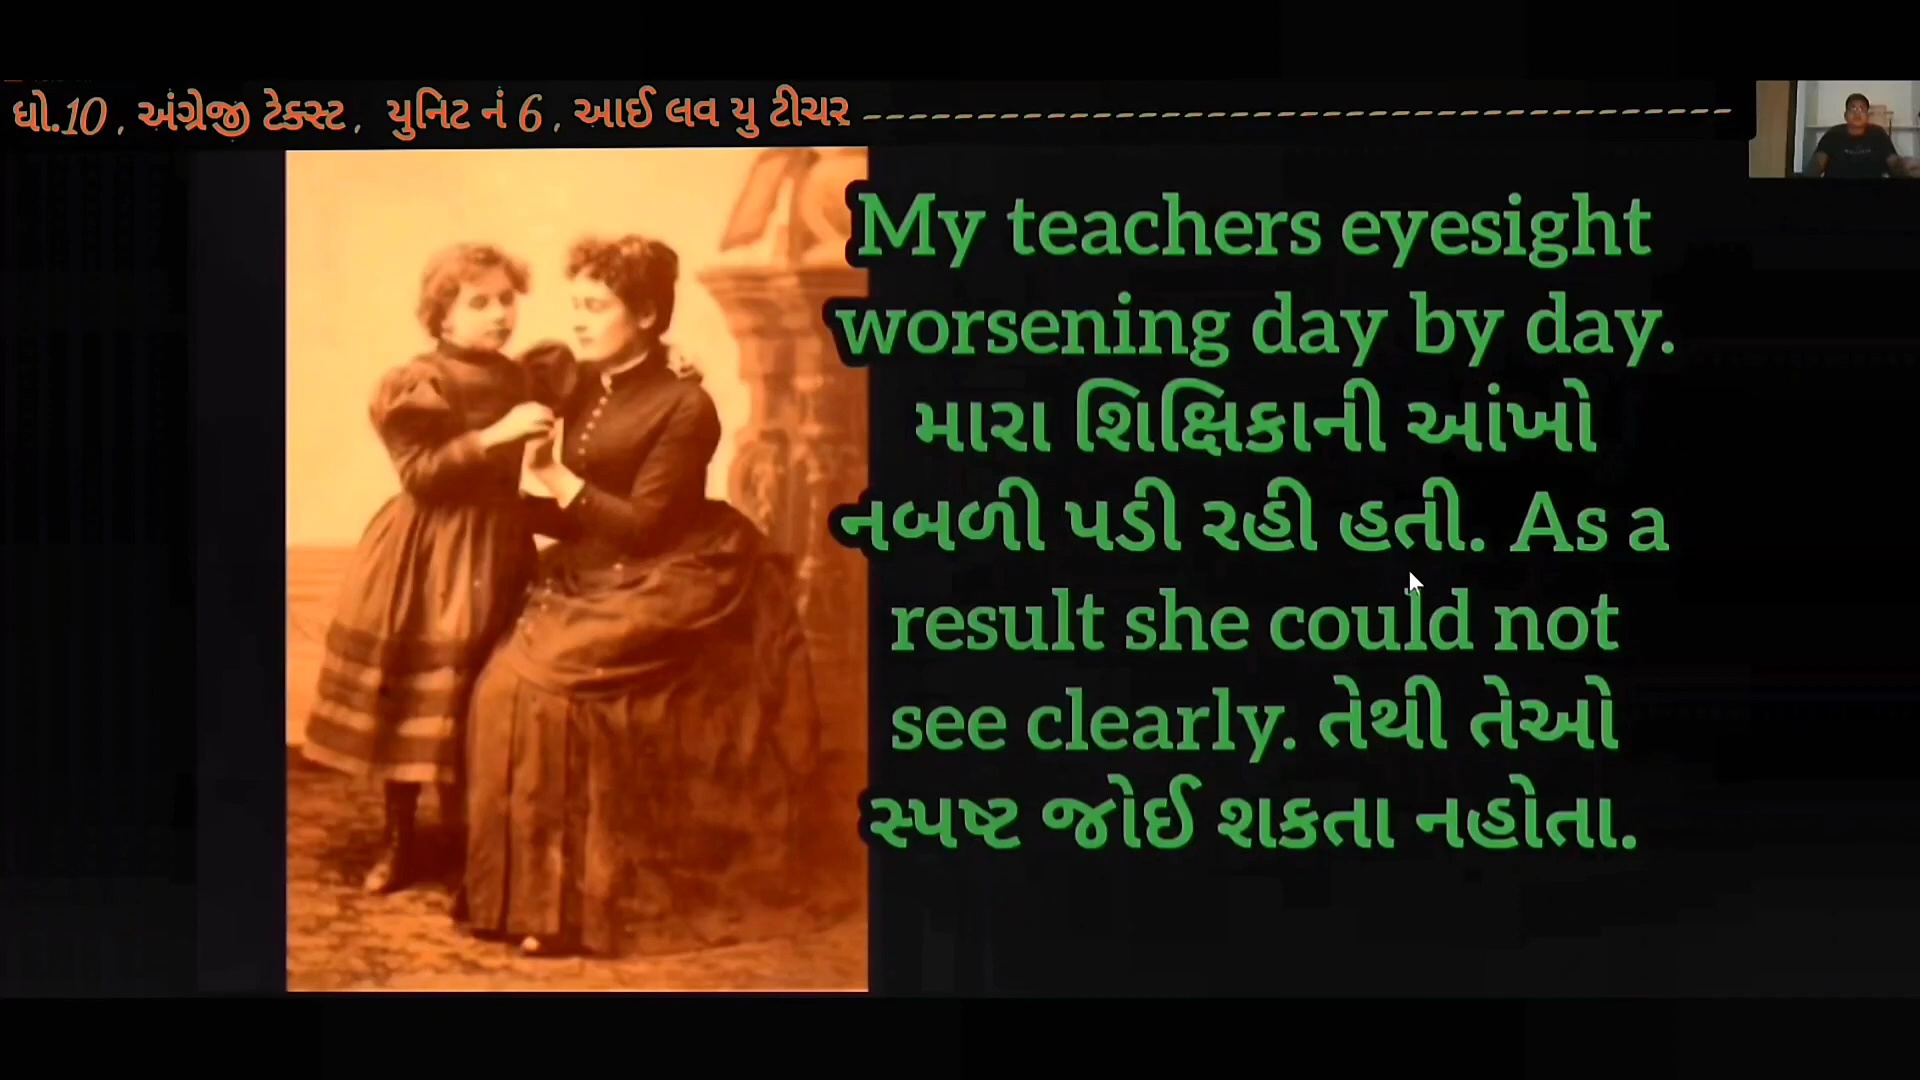 ધો.10 , અંગ્રેજી ટેક્સ્ટ, યુનિટ નં 6 , આઈ લવ યુ ટીચર -------------------------------
My teachers eyesight
worsening day by day.
મારા શિક્ષિકાની આંખો
નબળી પડી રહી હતી. As a
result she could not
see clearly. તેથી તેઓ
સ્પષ્ટ જોઈ શકતા નહોતા.